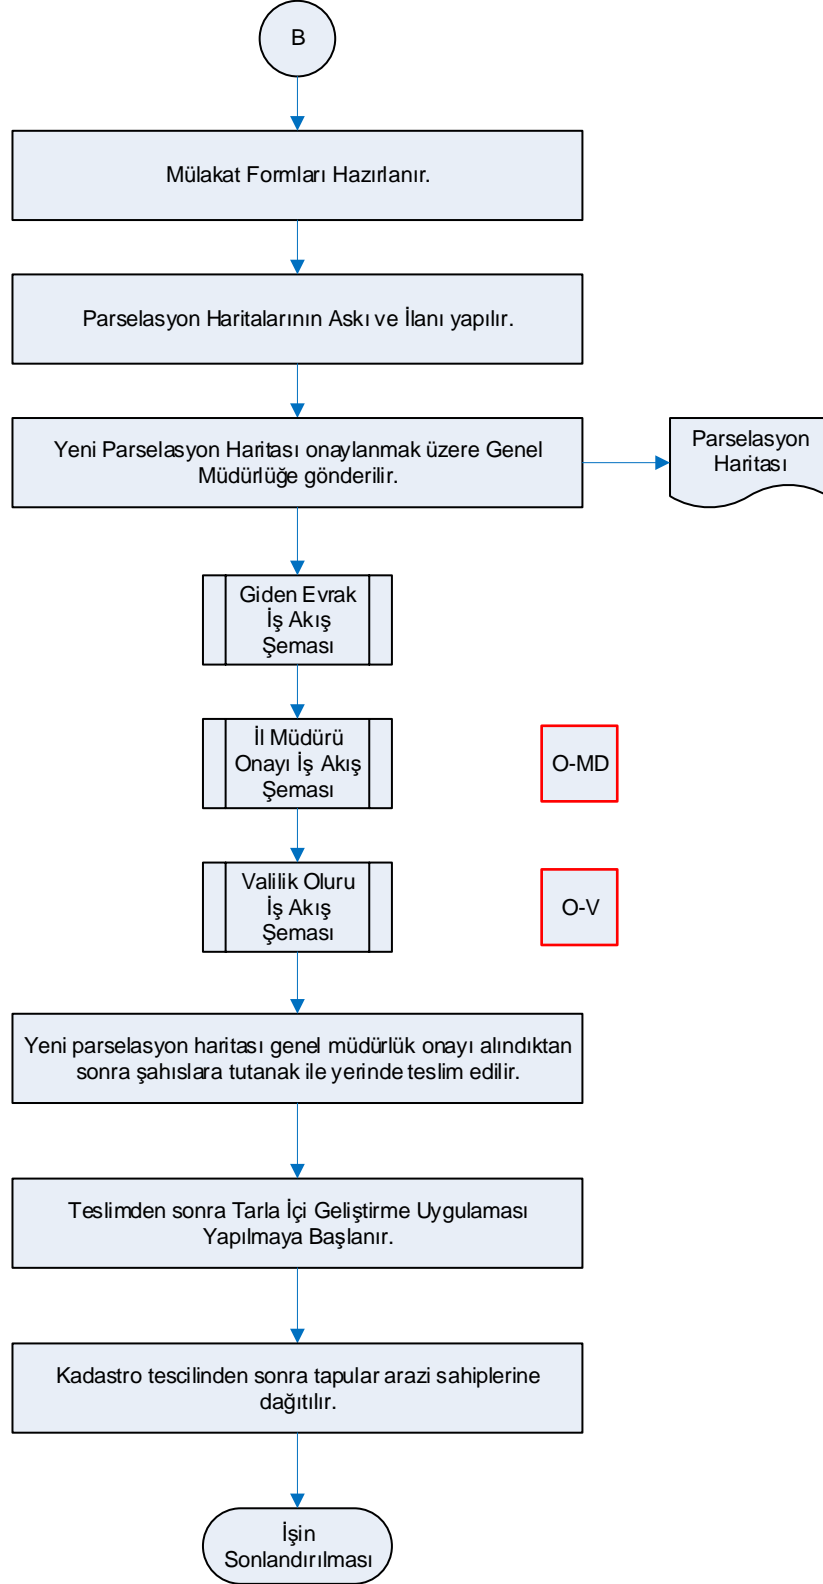 B
Mülakat Formları Hazırlanır.
Parselasyon Haritalarının Askı ve İlanı yapılır.
Yeni Parselasyon Haritası onaylanmak üzere Genel
Müdürlüğe gönderilir.
Parselasyon
Haritası
Giden Evrak
İş Akış
Şeması
İl Müdürü
Onayı İş Akış
Şeması
O-MD
Valilik Oluru
İş Akış
Şeması
O-V
Yeni parselasyon haritası genel müdürlük onayı alındıktan
sonra şahıslara tutanak ile yerinde teslim edilir.
Teslimden sonra Tarla İçi Geliştirme Uygulaması
Yapılmaya Başlanır.
Kadastro tescilinden sonra tapular arazi sahiplerine
dağıtılır.
İşin
Sonlandırılması